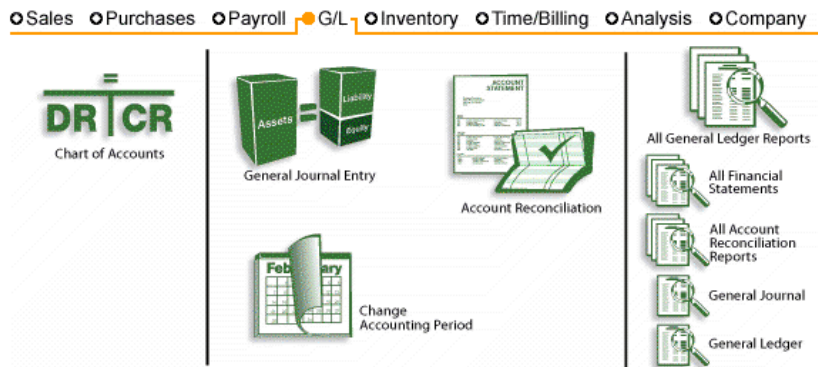 Sales Purchases Payroll G/L Inventory Time/Billing Analysis Company
DR CR
Chart of Accounts
Assets = Liability
Equity
General Journal Entry
ACCOUNT
STATEMENT
Account Reconciliation
February
Change
Accounting Period
All General Ledger Reports
All Financial
Statements
All Account
Reconciliation
Reports
General Journal
General Ledger